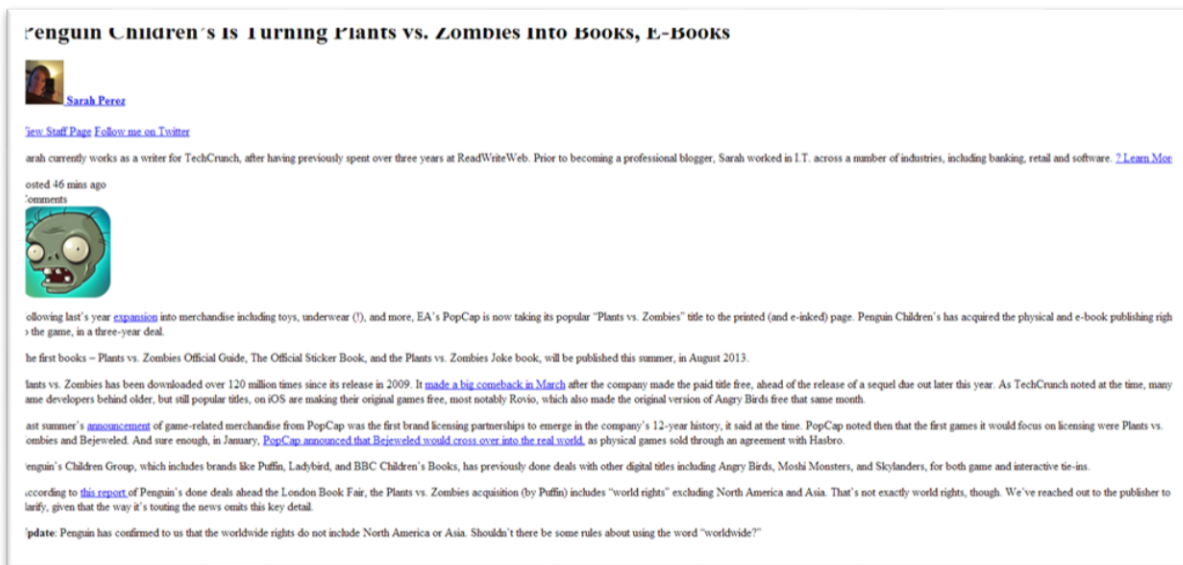 Penguin Children's Is Turning Plants vs. Zombies Into Books, E-Books
Sarah Perez
iew Staff Page Follow me on Twitter
arah currently works as a writer for TechCrunch, after having previously spent over three years at ReadWriteWeb. Prior to becoming a professional blogger, Sarah worked in I.T. across a number of industries, including banking, retail and software. ? Learn Mor
osted 46 mins ago
omments
ollowing last's year expansion into merchandise including toys, underwear (!), and more, EA's PopCap is now taking its popular "Plants vs. Zombies" title to the printed (and e-inked) page. Penguin Children's has acquired the physical and e-book publishing righ
o the game, in a three-year deal.
he first books – Plants vs. Zombies Official Guide, The Official Sticker Book, and the Plants vs. Zombies Joke book, will be published this summer, in August 2013.
lants vs. Zombies has been downloaded over 120 million times since its release in 2009. It made a big comeback in March after the company made the paid title free, ahead of the release of a sequel due out later this year. As TechCrunch noted at the time, many
ame developers behind older, but still popular titles, on iOS are making their original games free, most notably Rovio, which also made the original version of Angry Birds free that same month.
ast summer's announcement of game-related merchandise from PopCap was the first brand licensing partnerships to emerge in the company's 12-year history, it said at the time. PopCap noted then that the first games it would focus on licensing were Plants vs.
ombies and Bejeweled. And sure enough, in January, PopCap announced that Bejeweled would cross over into the real world, as physical games sold through an agreement with Hasbro.
enguin's Children Group, which includes brands like Puffin, Ladybird, and BBC Children's Books, has previously done deals with other digital titles including Angry Birds, Moshi Monsters, and Skylanders, for both game and interactive tie-ins.
ccording to this report of Penguin's done deals ahead the London Book Fair, the Plants vs. Zombies acquisition (by Puffin) includes "world rights" excluding North America and Asia. That's not exactly world rights, though. We've reached out to the publisher to
larify, given that the way it's touting the news omits this key detail.
pdate: Penguin has confirmed to us that the worldwide rights do not include North America or Asia. Shouldn't there be some rules about using the word "worldwide?"